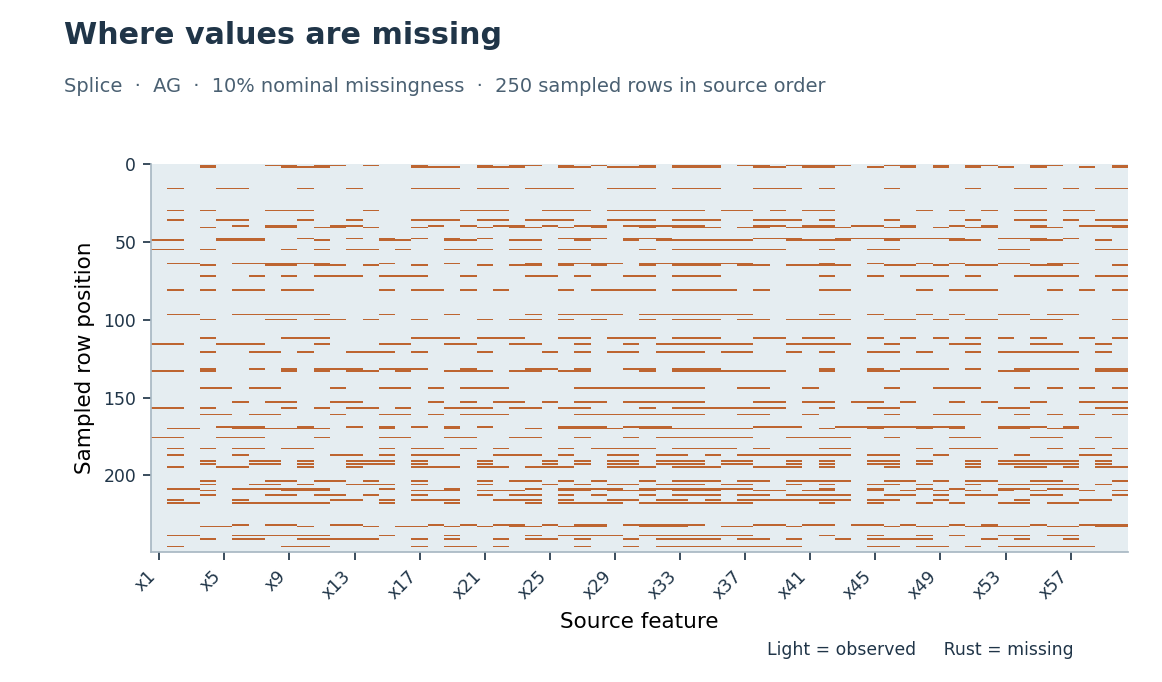 Where values are missing
Splice · AG · 10% nominal missingness · 250 sampled rows in source order
0
50
100
150
200
Sampled row position
x1 x5 x9 x13 x17 x21 x25 x29 x33 x37 x41 x45 x49 x53 x57
Source feature
Light = observed Rust = missing